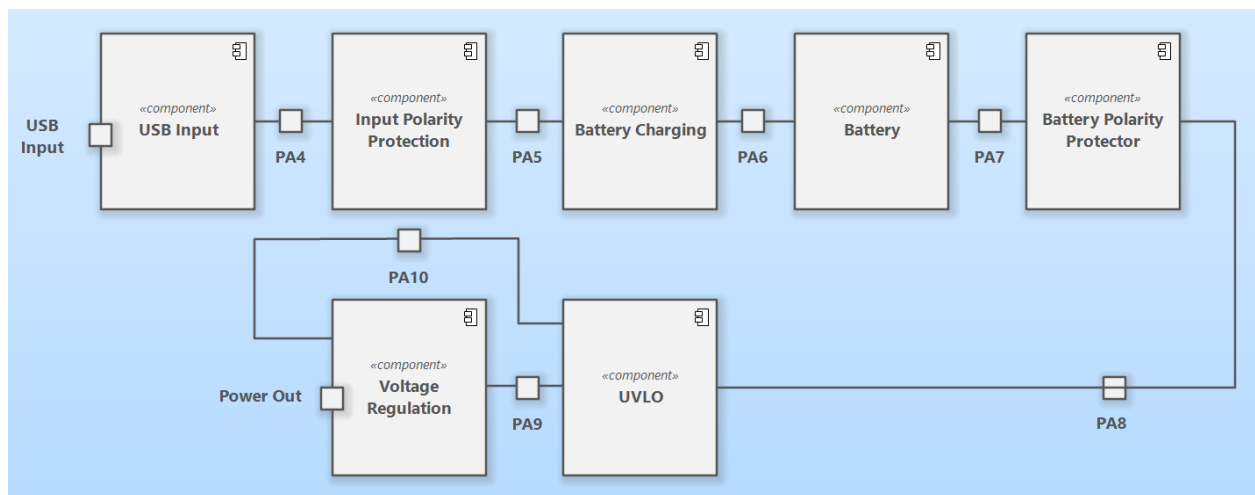 USB
Input
«component»
USB Input
PA4
«component»
Input Polarity
Protection
PA5
«component»
Battery Charging
PA6
«component»
Battery
PA7
«component»
Battery Polarity
Protector
PA10
Power Out
«component»
Voltage
Regulation
PA9
«component»
UVLO
PA8